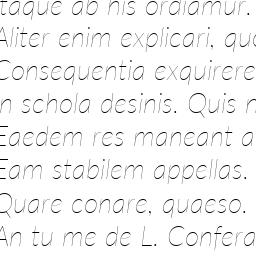 itaque ab his ordiamur.
Aliter enim explicari, quo
Consequentia exquirere
In schola desinis. Quis n
Eaedem res maneant a
Eam stabilem appellas.
Quare conare, quaeso.
An tu me de L. Confera